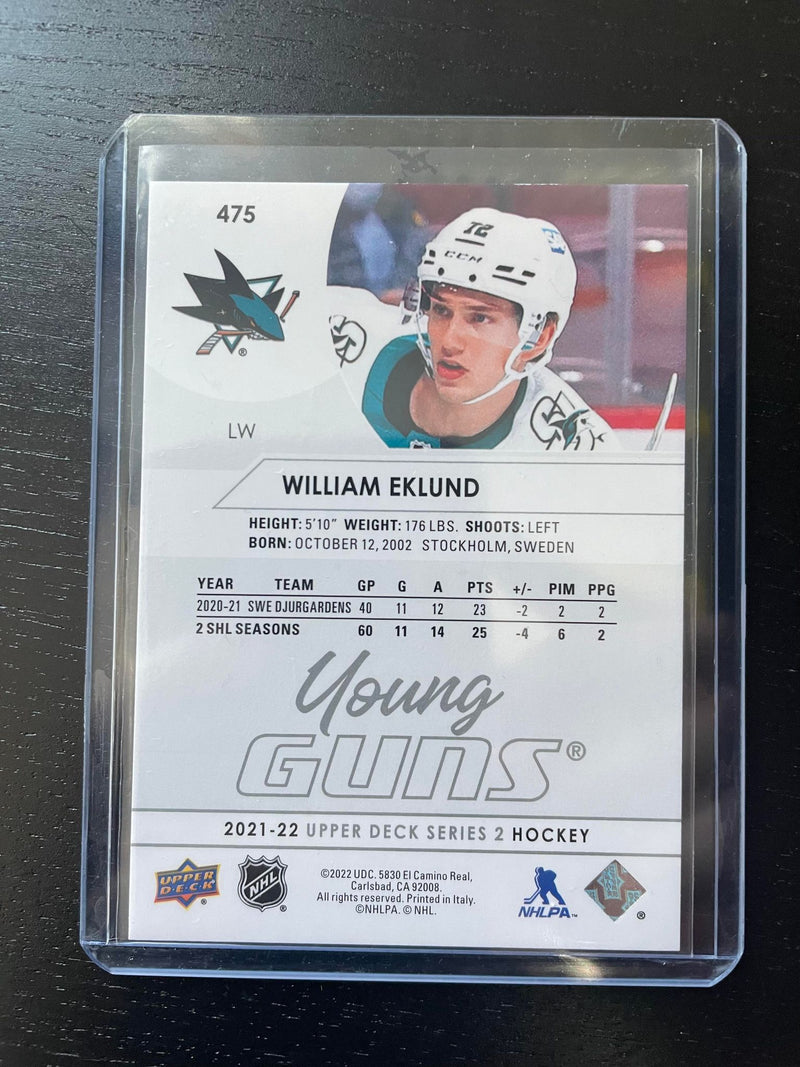 475
72
CCM
LW
WILLIAM EKLUND
HEIGHT: 5'10" WEIGHT: 176 LBS. SHOOTS: LEFT
BORN: OCTOBER 12, 2002 STOCKHOLM, SWEDEN
YEAR TEAM GP G A PTS +/- PIM PPG
2020-21 SWE DJURGARDENS 40 11 12 23 -2 2 2
2 SHL SEASONS 60 11 14 25 -4 6 2
Young
GUNS®
2021-22 UPPER DECK SERIES 2 HOCKEY
UPPER
DECK
®
NHL
®
©2022 UDC. 5830 El Camino Real,
Carlsbad, CA 92008.
All rights reserved. Printed in Italy.
©NHLPA. © NHL.
NHLPA™
®